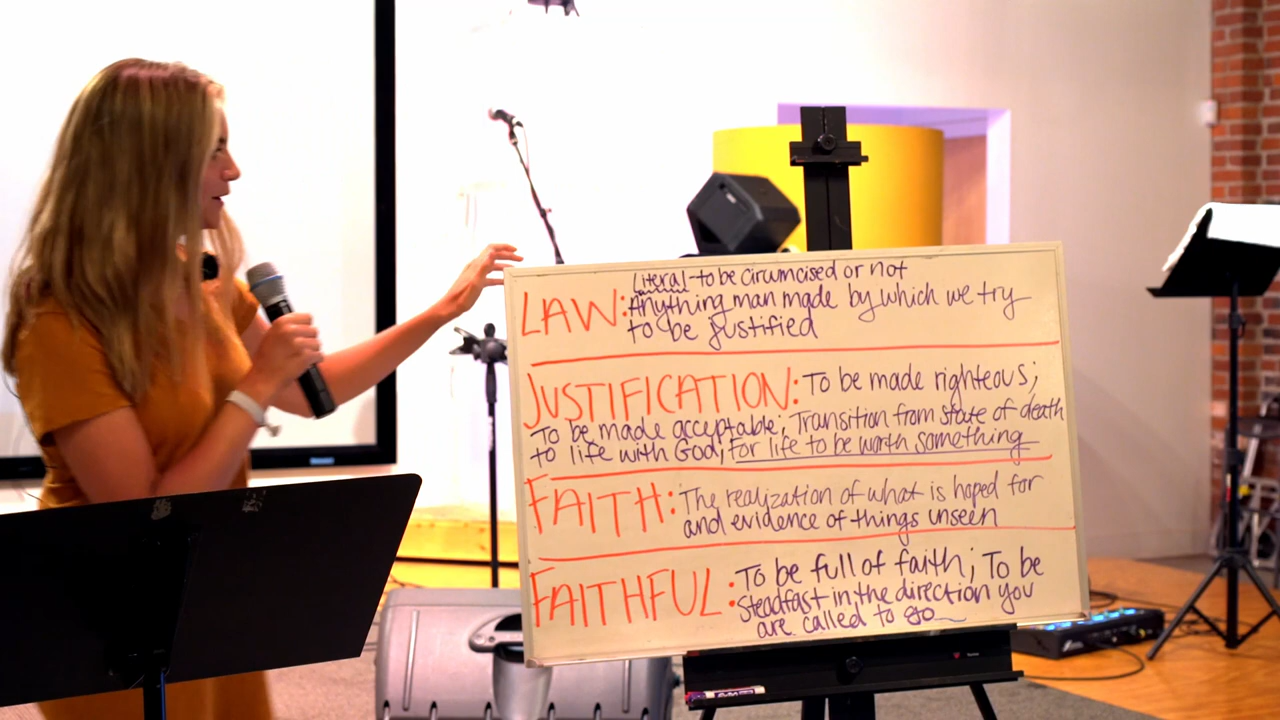 Literal-to be circumcised or not
LAW: Anything man made by which we try
to be justified
JUSTIFICATION: To be made righteous;
To be made acceptable; Transition from state of death
to life with God; For life to be worth something
FAITH: The realization of what is hoped for
and evidence of things unseen
FAITHFUL: To be full of faith; To be
steadfast in the direction you
are called to go